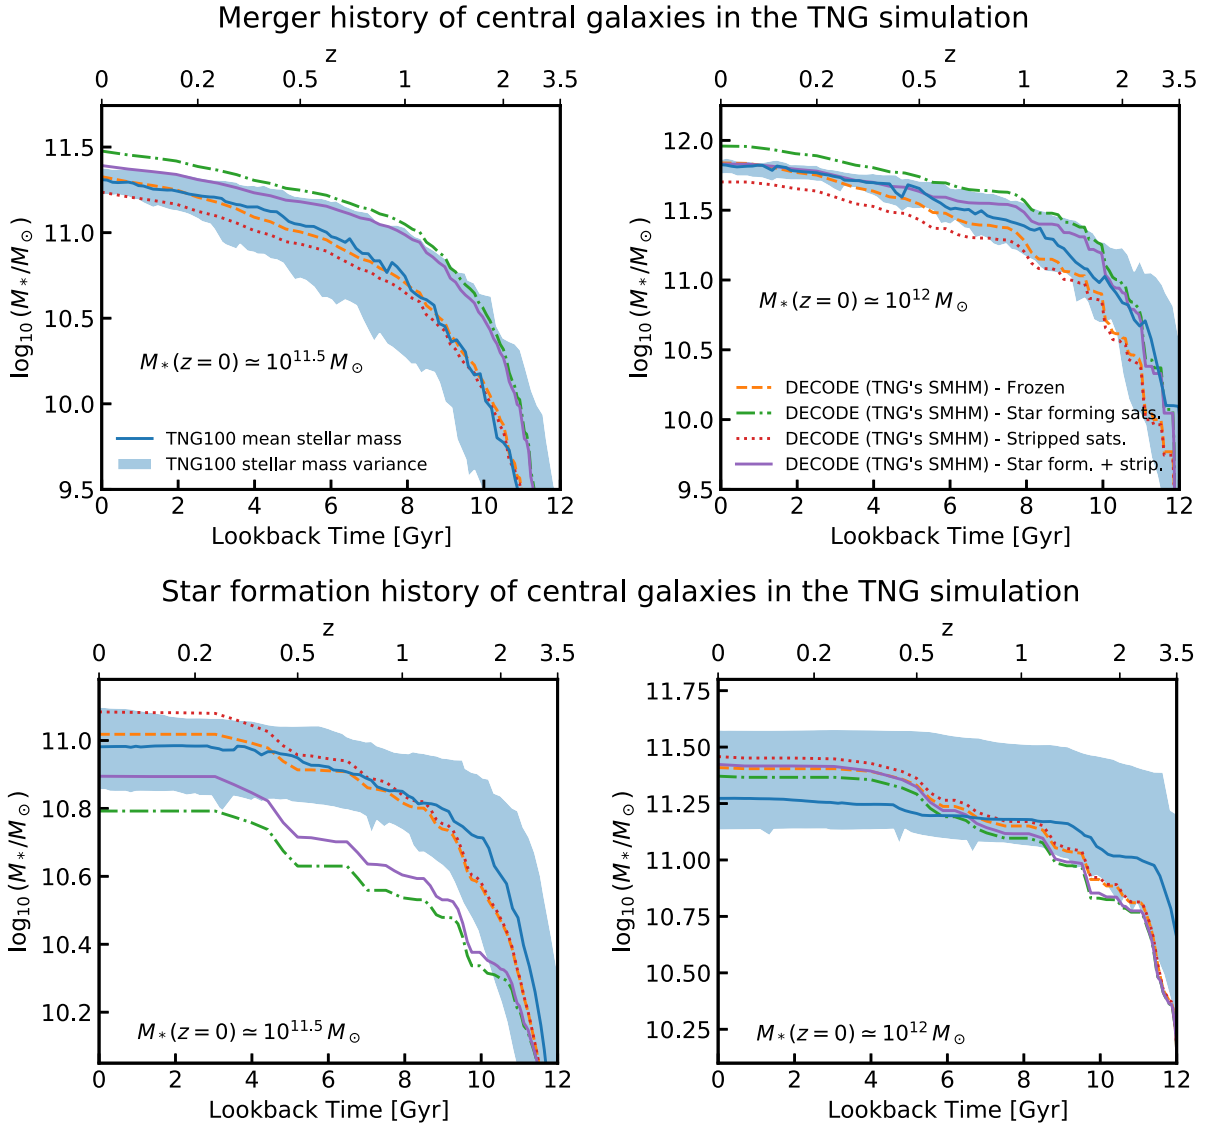 Merger history of central galaxies in the TNG simulation
z
0 0.2 0.5 1 2 3.5
log₁₀(M*/M⊙)
11.5
11.0
10.5
10.0
9.5
M*(z = 0) ≃ 10^11.5 M⊙
TNG100 mean stellar mass
TNG100 stellar mass variance
0 2 4 6 8 10 12
Lookback Time [Gyr]
z
0 0.2 0.5 1 2 3.5
log₁₀(M*/M⊙)
12.0
11.5
11.0
10.5
10.0
9.5
M*(z = 0) ≃ 10^12 M⊙
DECODE (TNG's SMHM) - Frozen
DECODE (TNG's SMHM) - Star forming sats.
DECODE (TNG's SMHM) - Stripped sats.
DECODE (TNG's SMHM) - Star form. + strip.
0 2 4 6 8 10 12
Lookback Time [Gyr]
Star formation history of central galaxies in the TNG simulation
z
0 0.2 0.5 1 2 3.5
log₁₀(M*/M⊙)
11.0
10.8
10.6
10.4
10.2
M*(z = 0) ≃ 10^11.5 M⊙
0 2 4 6 8 10 12
Lookback Time [Gyr]
z
0 0.2 0.5 1 2 3.5
log₁₀(M*/M⊙)
11.75
11.50
11.25
11.00
10.75
10.50
10.25
M*(z = 0) ≃ 10^12 M⊙
0 2 4 6 8 10 12
Lookback Time [Gyr]